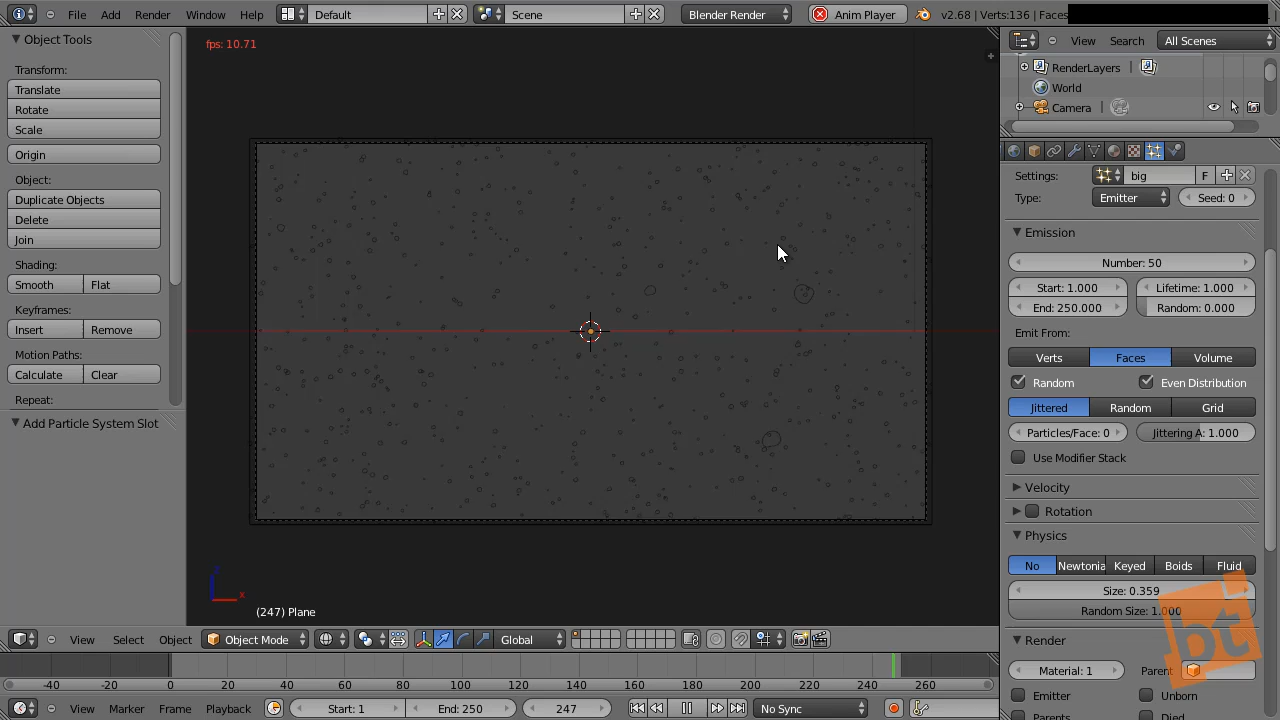 File Add Render Window Help Default Scene Blender Render Anim Player v2.68 | Verts:136 | Faces
Object Tools
Transform:
Translate
Rotate
Scale
Origin
Object:
Duplicate Objects
Delete
Join
Shading:
Smooth Flat
Keyframes:
Insert Remove
Motion Paths:
Calculate Clear
Repeat:
Add Particle System Slot
fps: 10.71
z
x
(247) Plane
View Search All Scenes
RenderLayers
World
Camera
Settings: big F
Type: Emitter Seed: 0
Emission
Number: 50
Start: 1.000 Lifetime: 1.000
End: 250.000 Random: 0.000
Emit From:
Verts Faces Volume
Random Even Distribution
Jittered Random Grid
Particles/Face: 0 Jittering A: 1.000
Use Modifier Stack
Velocity
Rotation
Physics
No Newtonia Keyed Boids Fluid
Size: 0.359
Random Size: 1.000
Render
Material: 1 Parent
Emitter Unborn
Parents Died
bt
View Select Object Object Mode Global
-40 -20 0 20 40 60 80 100 120 140 160 180 200 220 240 260
View Marker Frame Playback Start: 1 End: 250 247 No Sync